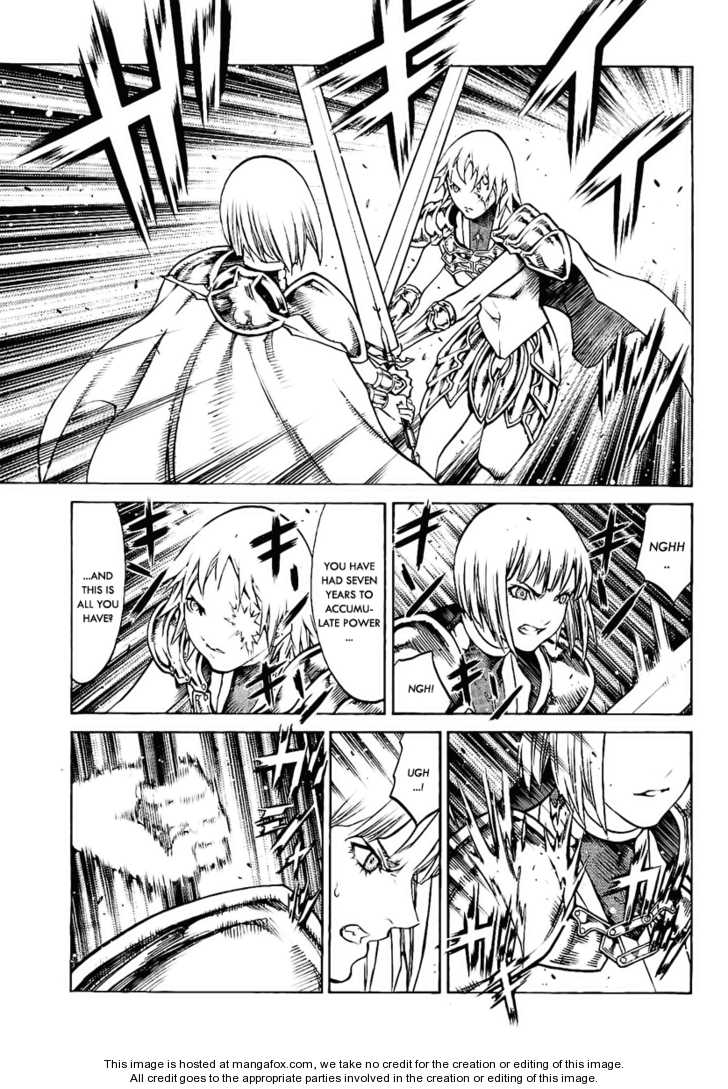 NGHH
..
NGH!
YOU HAVE
HAD SEVEN
YEARS TO
ACCUMU-
LATE POWER
...
...AND
THIS IS
ALL YOU
HAVE?
UGH
...!
This image is hosted at mangafox.com, we take no credit for the creation or editing of this image.
All credit goes to the appropriate parties involved in the creation or editing of this image.